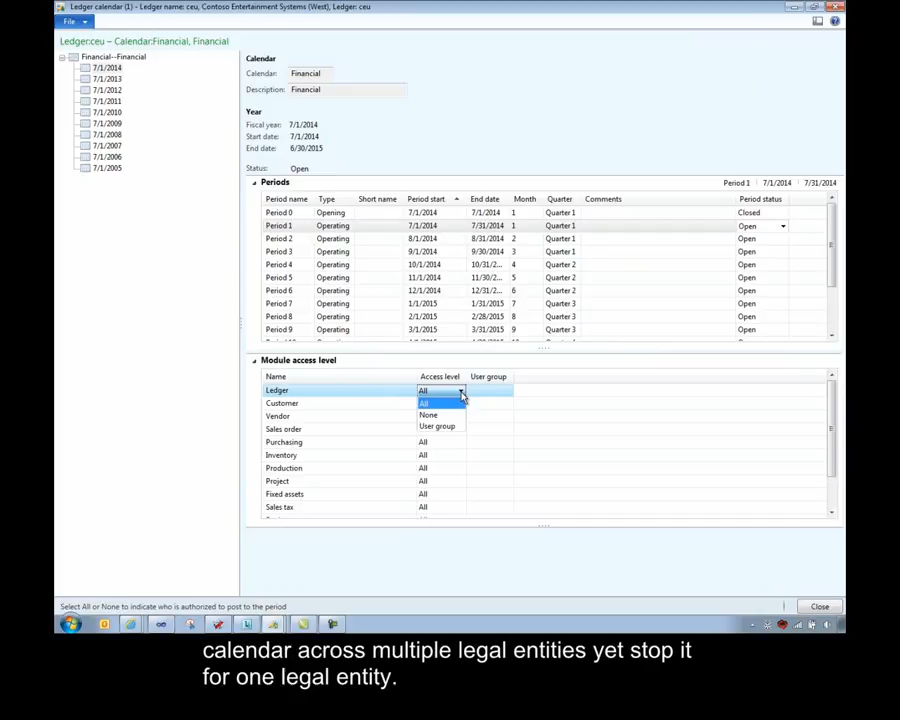 Ledger calendar (1) - Ledger name: ceu, Contoso Entertainment Systems (West), Ledger: ceu
File
Ledger:ceu – Calendar:Financial, Financial
Financial--Financial
7/1/2014
7/1/2013
7/1/2012
7/1/2011
7/1/2010
7/1/2009
7/1/2008
7/1/2007
7/1/2006
7/1/2005
Calendar
Calendar: Financial
Description: Financial
Year
Fiscal year: 7/1/2014
Start date: 7/1/2014
End date: 6/30/2015
Status: Open
Periods Period 1 7/1/2014 7/31/2014
Period name Type Short name Period start End date Month Quarter Comments Period status
Period 0 Opening 7/1/2014 7/1/2014 1 Quarter 1 Closed
Period 1 Operating 7/1/2014 7/31/2014 1 Quarter 1 Open
Period 2 Operating 8/1/2014 8/31/2014 2 Quarter 1 Open
Period 3 Operating 9/1/2014 9/30/2014 3 Quarter 1 Open
Period 4 Operating 10/1/2014 10/31/2... 4 Quarter 2 Open
Period 5 Operating 11/1/2014 11/30/2... 5 Quarter 2 Open
Period 6 Operating 12/1/2014 12/31/2... 6 Quarter 2 Open
Period 7 Operating 1/1/2015 1/31/2015 7 Quarter 3 Open
Period 8 Operating 2/1/2015 2/28/2015 8 Quarter 3 Open
Period 9 Operating 3/1/2015 3/31/2015 9 Quarter 3 Open
Module access level
Name Access level User group
Ledger All
Customer All
Vendor None
Sales order User group
Purchasing All
Inventory All
Production All
Project All
Fixed assets All
Sales tax All
Select All or None to indicate who is authorized to post to the period
Close
calendar across multiple legal entities yet stop it
for one legal entity.